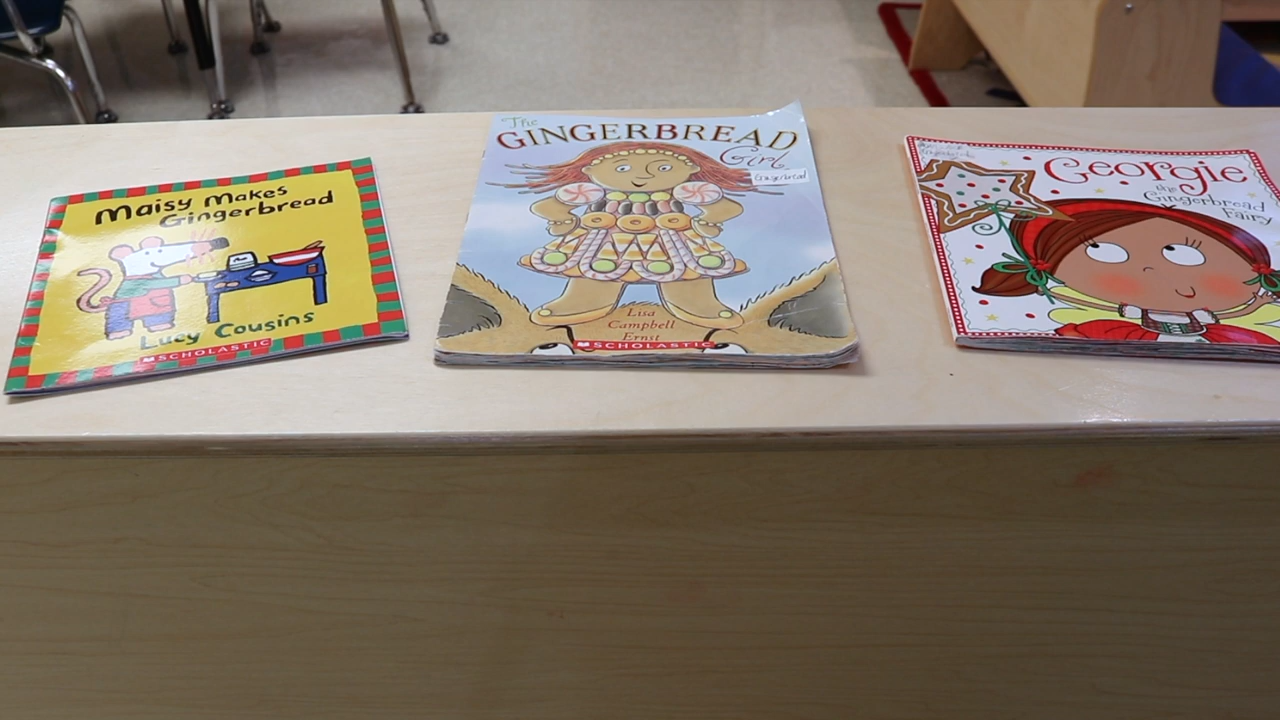 Maisy Makes
Gingerbread
Lucy Cousins
SCHOLASTIC
The
GINGERBREAD
Girl
Gingerbread
Lisa
Campbell
Ernst
SCHOLASTIC
Georgie
the
Gingerbread
Fairy